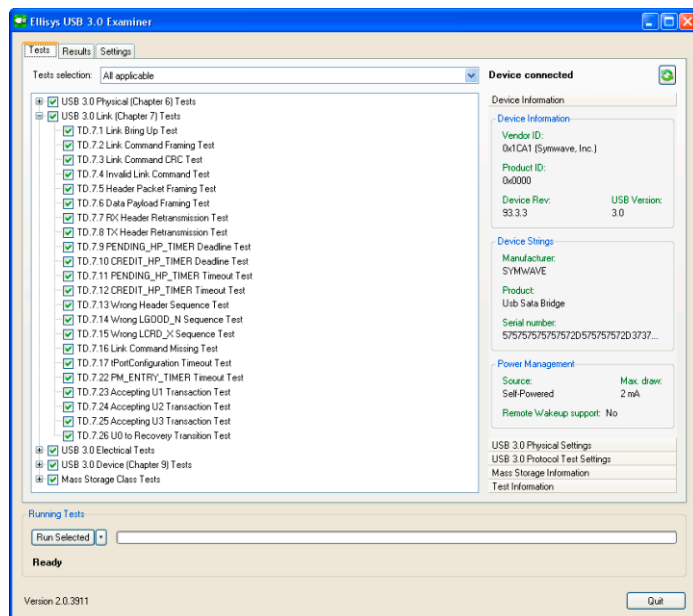 Ellisys USB 3.0 Examiner
Tests Results Settings
Tests selection: All applicable
Device connected
USB 3.0 Physical (Chapter 6) Tests
USB 3.0 Link (Chapter 7) Tests
TD.7.1 Link Bring Up Test
TD.7.2 Link Command Framing Test
TD.7.3 Link Command CRC Test
TD.7.4 Invalid Link Command Test
TD.7.5 Header Packet Framing Test
TD.7.6 Data Payload Framing Test
TD.7.7 RX Header Retransmission Test
TD.7.8 TX Header Retransmission Test
TD.7.9 PENDING_HP_TIMER Deadline Test
TD.7.10 CREDIT_HP_TIMER Deadline Test
TD.7.11 PENDING_HP_TIMER Timeout Test
TD.7.12 CREDIT_HP_TIMER Timeout Test
TD.7.13 Wrong Header Sequence Test
TD.7.14 Wrong LGOOD_N Sequence Test
TD.7.15 Wrong LCRD_X Sequence Test
TD.7.16 Link Command Missing Test
TD.7.17 tPortConfiguration Timeout Test
TD.7.22 PM_ENTRY_TIMER Timeout Test
TD.7.23 Accepting U1 Transaction Test
TD.7.24 Accepting U2 Transaction Test
TD.7.25 Accepting U3 Transaction Test
TD.7.26 U0 to Recovery Transition Test
USB 3.0 Electrical Tests
USB 3.0 Device (Chapter 9) Tests
Mass Storage Class Tests
Device Information
Device Information
Vendor ID:
0x1CA1 (Symwave, Inc.)
Product ID:
0x0000
Device Rev: USB Version:
93.3.3 3.0
Device Strings
Manufacturer:
SYMWAVE
Product:
Usb Sata Bridge
Serial number:
575757575757572D575757572D3737...
Power Management
Source: Max. draw:
Self-Powered 2 mA
Remote Wakeup support: No
USB 3.0 Physical Settings
USB 3.0 Protocol Test Settings
Mass Storage Information
Test Information
Running Tests
Run Selected
Ready
Version 2.0.3911
Quit